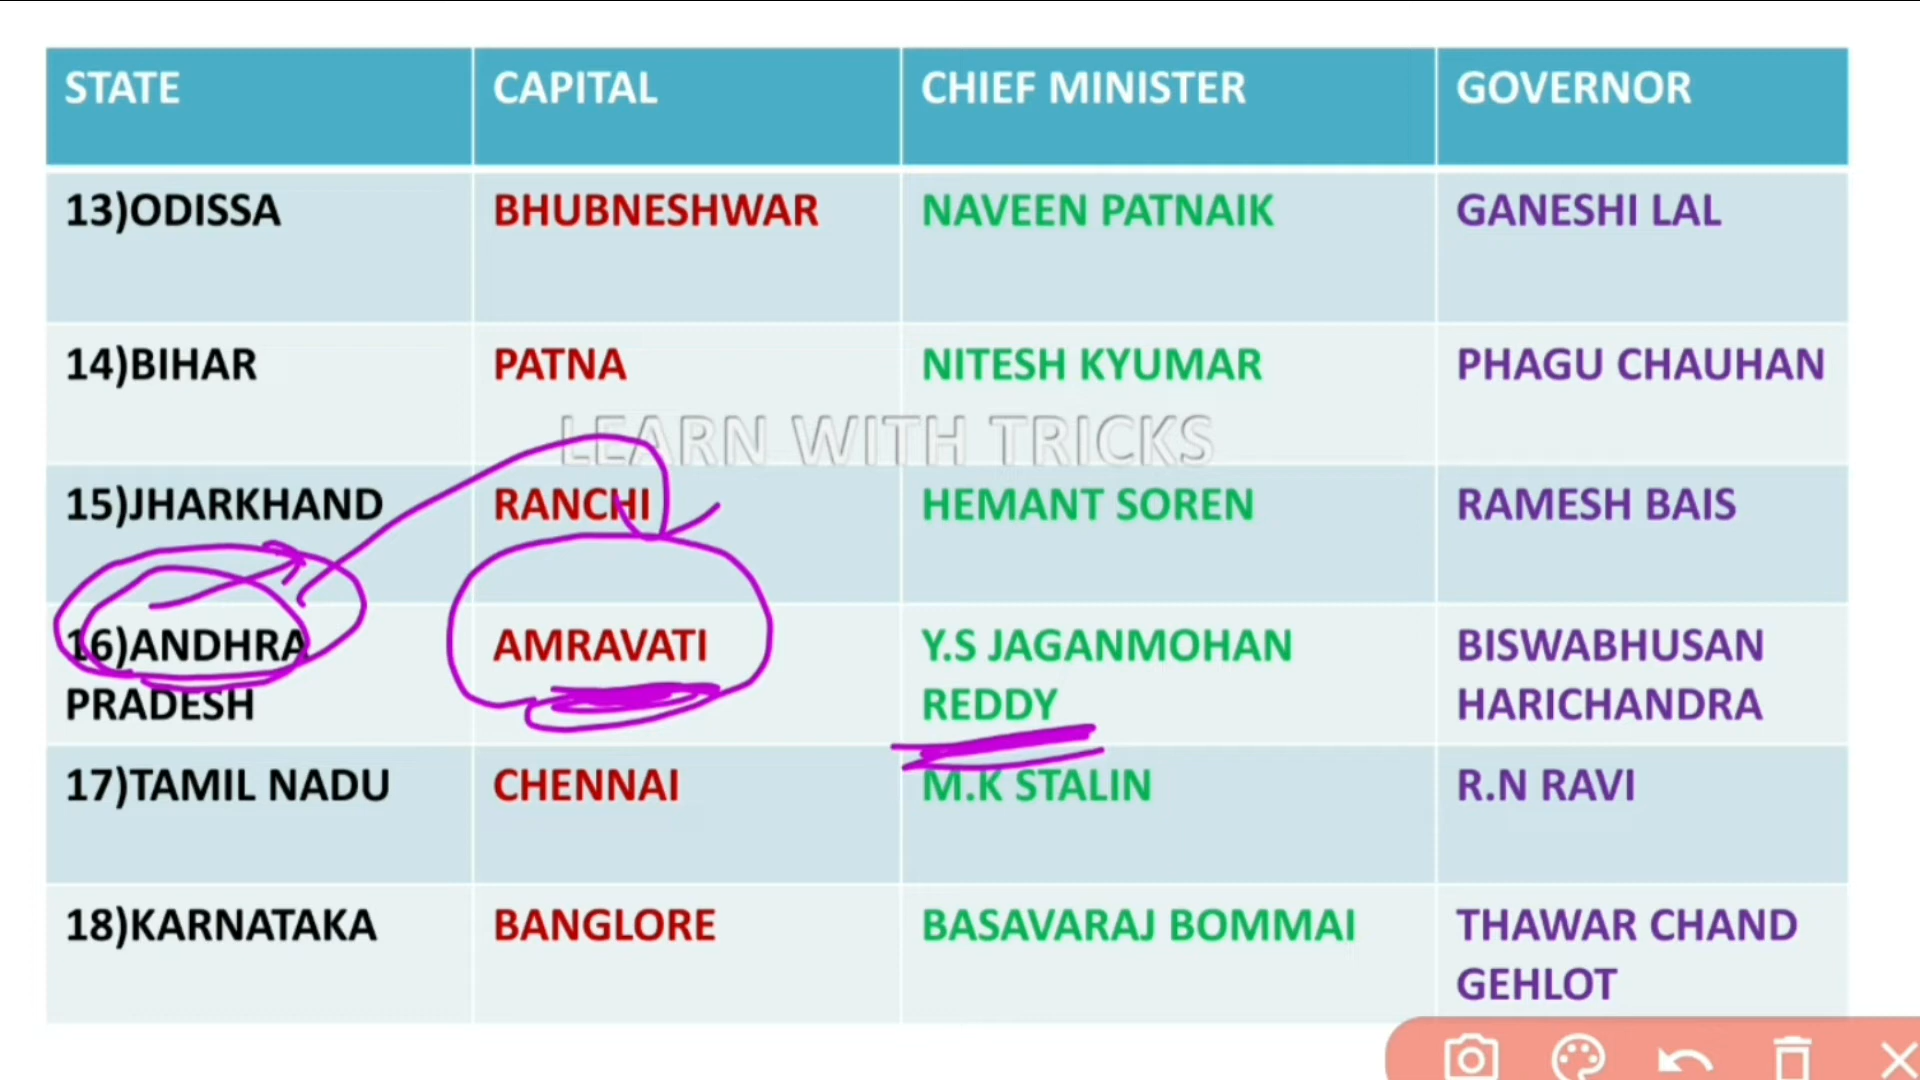 STATE CAPITAL CHIEF MINISTER GOVERNOR
13)ODISSA BHUBNESHWAR NAVEEN PATNAIK GANESHI LAL
14)BIHAR PATNA NITESH KYUMAR PHAGU CHAUHAN
LEARN WITH TRICKS
15)JHARKHAND RANCHI HEMANT SOREN RAMESH BAIS
16)ANDHRA AMRAVATI Y.S JAGANMOHAN BISWABHUSAN
PRADESH REDDY HARICHANDRA
17)TAMIL NADU CHENNAI M.K STALIN R.N RAVI
18)KARNATAKA BANGLORE BASAVARAJ BOMMAI THAWAR CHAND
GEHLOT